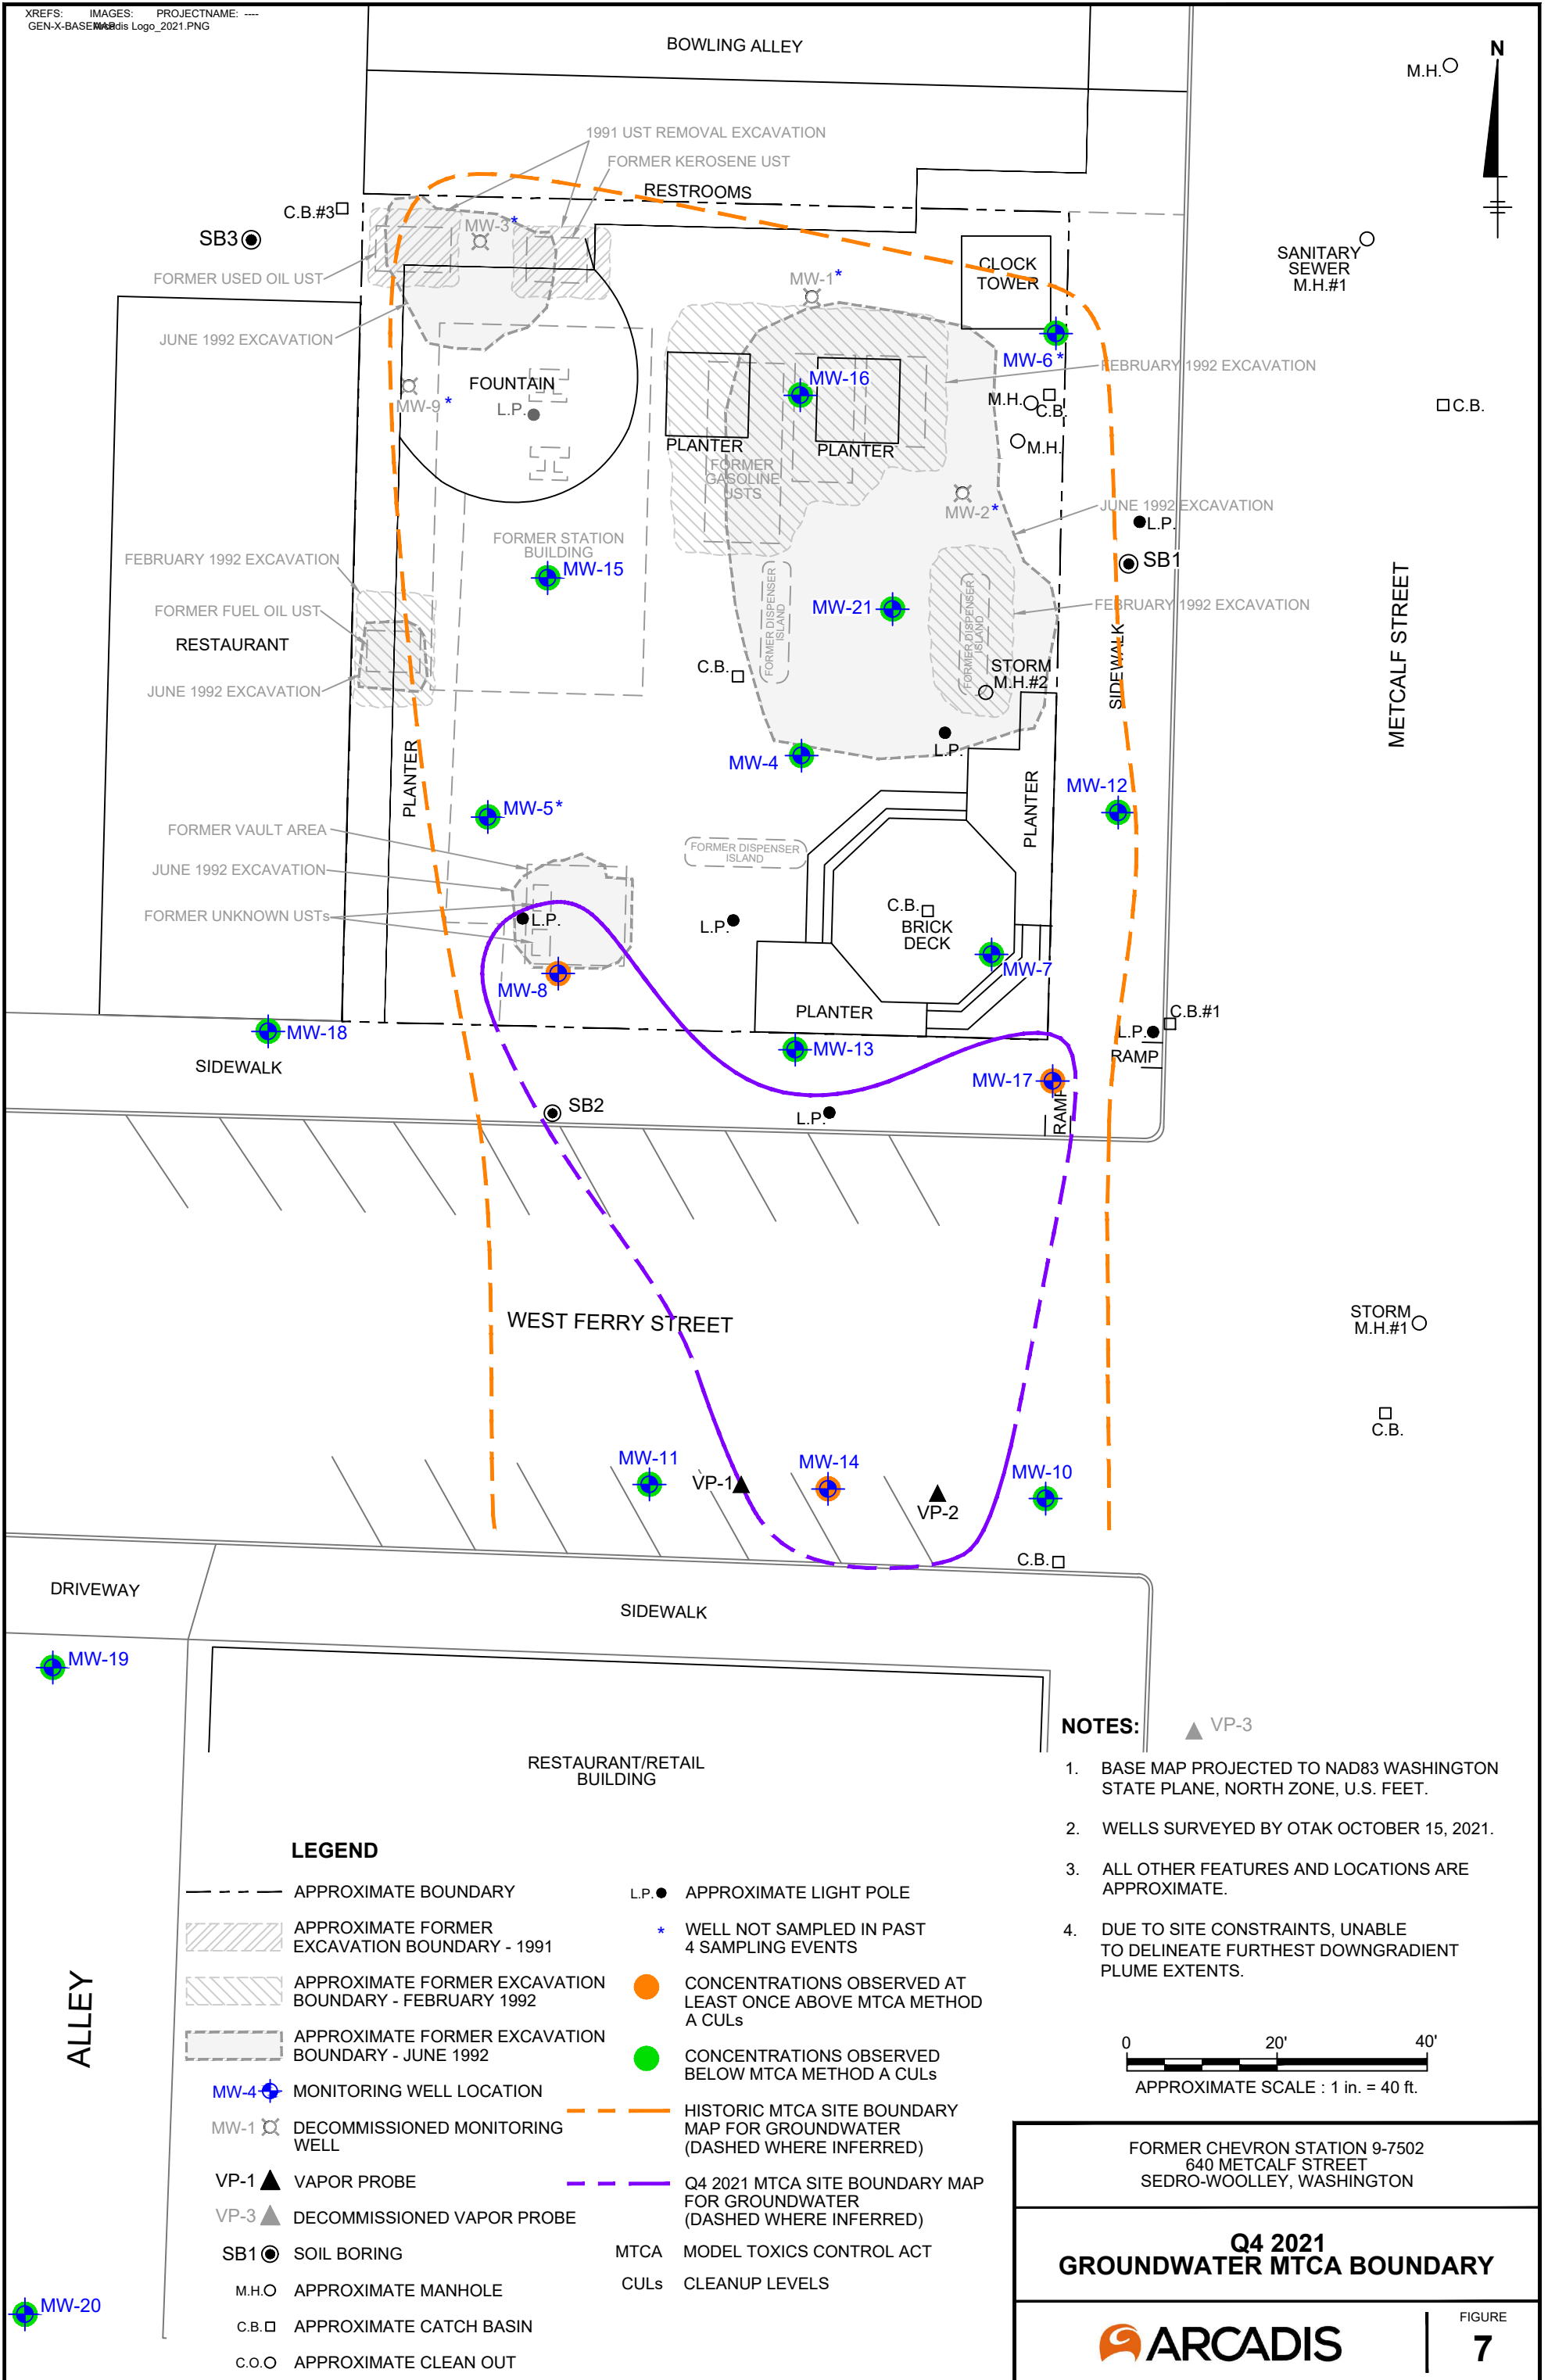 XREFS: IMAGES: PROJECTNAME: ----
Arcadis Logo_2021.PNG
BOWLING ALLEY
N
M.H.
1991 UST REMOVAL EXCAVATION
FORMER KEROSENE UST
RESTROOMS
C.B.#3
MW-3*
SB3
FORMER USED OIL UST
CLOCK
TOWER
SANITARY
SEWER
M.H.#1
MW-1*
JUNE 1992 EXCAVATION
MW-6*
FEBRUARY 1992 EXCAVATION
FOUNTAIN
L.P.
MW-16
MW-9 *
M.H.
C.B.
C.B.
M.H.
PLANTER
PLANTER
FORMER
GASOLINE
USTS
MW-2*
JUNE 1992 EXCAVATION
L.P.
FORMER STATION
BUILDING
FEBRUARY 1992 EXCAVATION
MW-15
SB1
FORMER DISPENSER
ISLAND
FORMER DISPENSER
ISLAND
METCALF STREET
FORMER FUEL OIL UST
MW-21
FEBRUARY 1992 EXCAVATION
RESTAURANT
SIDEWALK
C.B.
STORM
M.H.#2
JUNE 1992 EXCAVATION
PLANTER
L.P.
MW-4
PLANTER
MW-12
MW-5*
FORMER VAULT AREA
FORMER DISPENSER
ISLAND
JUNE 1992 EXCAVATION
FORMER UNKNOWN USTs
L.P.
L.P.
C.B.
BRICK
DECK
MW-7
MW-8
PLANTER
C.B.#1
L.P.
MW-18
MW-13
RAMP
SIDEWALK
MW-17
RAMP
SB2
L.P.
WEST FERRY STREET
STORM
M.H.#1
C.B.
MW-11
VP-1
MW-14
VP-2
MW-10
C.B.
DRIVEWAY
SIDEWALK
MW-19
RESTAURANT/RETAIL
BUILDING
NOTES:
VP-3
1. BASE MAP PROJECTED TO NAD83 WASHINGTON
STATE PLANE, NORTH ZONE, U.S. FEET.
2. WELLS SURVEYED BY OTAK OCTOBER 15, 2021.
3. ALL OTHER FEATURES AND LOCATIONS ARE
APPROXIMATE.
4. DUE TO SITE CONSTRAINTS, UNABLE
TO DELINEATE FURTHEST DOWNGRADIENT
PLUME EXTENTS.
0 20' 40'
APPROXIMATE SCALE : 1 in. = 40 ft.
ALLEY
MW-20
LEGEND
APPROXIMATE BOUNDARY
APPROXIMATE FORMER
EXCAVATION BOUNDARY - 1991
APPROXIMATE FORMER EXCAVATION
BOUNDARY - FEBRUARY 1992
APPROXIMATE FORMER EXCAVATION
BOUNDARY - JUNE 1992
MW-4 MONITORING WELL LOCATION
MW-1 DECOMMISSIONED MONITORING
WELL
VP-1 VAPOR PROBE
VP-3 DECOMMISSIONED VAPOR PROBE
SB1 SOIL BORING
M.H. APPROXIMATE MANHOLE
C.B. APPROXIMATE CATCH BASIN
C.O. APPROXIMATE CLEAN OUT
L.P. APPROXIMATE LIGHT POLE
* WELL NOT SAMPLED IN PAST
4 SAMPLING EVENTS
CONCENTRATIONS OBSERVED AT
LEAST ONCE ABOVE MTCA METHOD
A CULs
CONCENTRATIONS OBSERVED
BELOW MTCA METHOD A CULs
HISTORIC MTCA SITE BOUNDARY
MAP FOR GROUNDWATER
(DASHED WHERE INFERRED)
Q4 2021 MTCA SITE BOUNDARY MAP
FOR GROUNDWATER
(DASHED WHERE INFERRED)
MTCA MODEL TOXICS CONTROL ACT
CULs CLEANUP LEVELS
FORMER CHEVRON STATION 9-7502
640 METCALF STREET
SEDRO-WOOLLEY, WASHINGTON
Q4 2021
GROUNDWATER MTCA BOUNDARY
ARCADIS
FIGURE
7